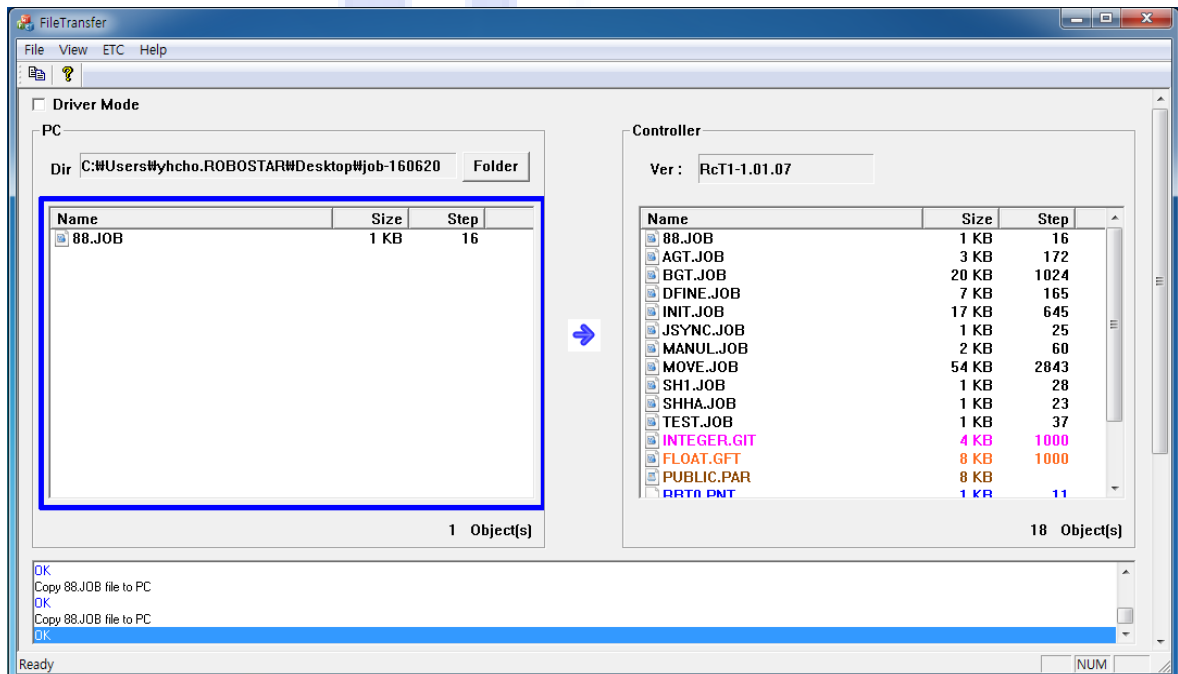 FileTransfer
File View ETC Help
Driver Mode
PC
Dir C:₩Users₩yhcho.ROBOSTAR₩Desktop₩job-160620 Folder
Name Size Step
88.JOB 1 KB 16
1 Object(s)
Controller
Ver : RcT1-1.01.07
Name Size Step
88.JOB 1 KB 16
AGT.JOB 3 KB 172
BGT.JOB 20 KB 1024
DFINE.JOB 7 KB 165
INIT.JOB 17 KB 645
JSYNC.JOB 1 KB 25
MANUL.JOB 2 KB 60
MOVE.JOB 54 KB 2843
SH1.JOB 1 KB 28
SHHA.JOB 1 KB 23
TEST.JOB 1 KB 37
INTEGER.GIT 4 KB 1000
FLOAT.GFT 8 KB 1000
PUBLIC.PAR 8 KB
RBT0.PNT 1 KB 11
18 Object(s)
OK
Copy 88.JOB file to PC
OK
Copy 88.JOB file to PC
OK
Ready NUM